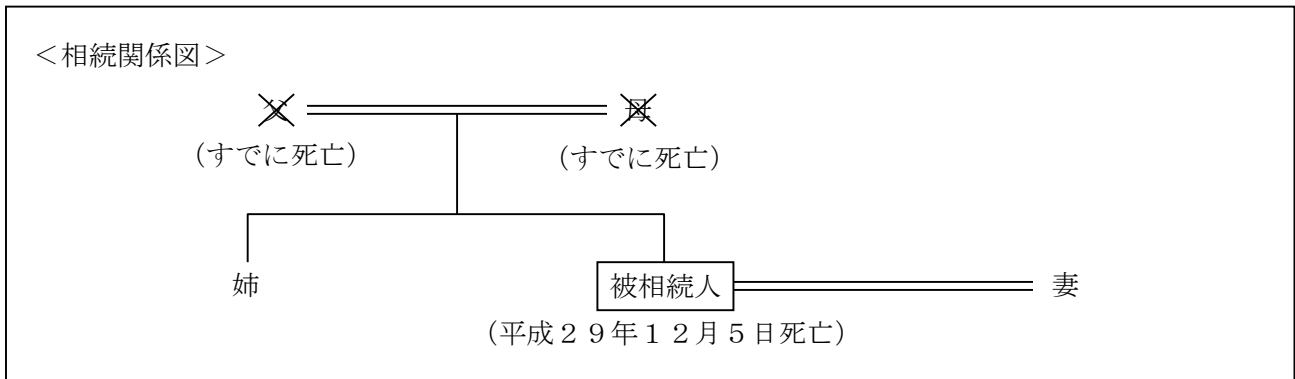 <相続関係図>
父 母
(すでに死亡) (すでに死亡)
姉 被相続人 妻
(平成29年12月5日死亡)